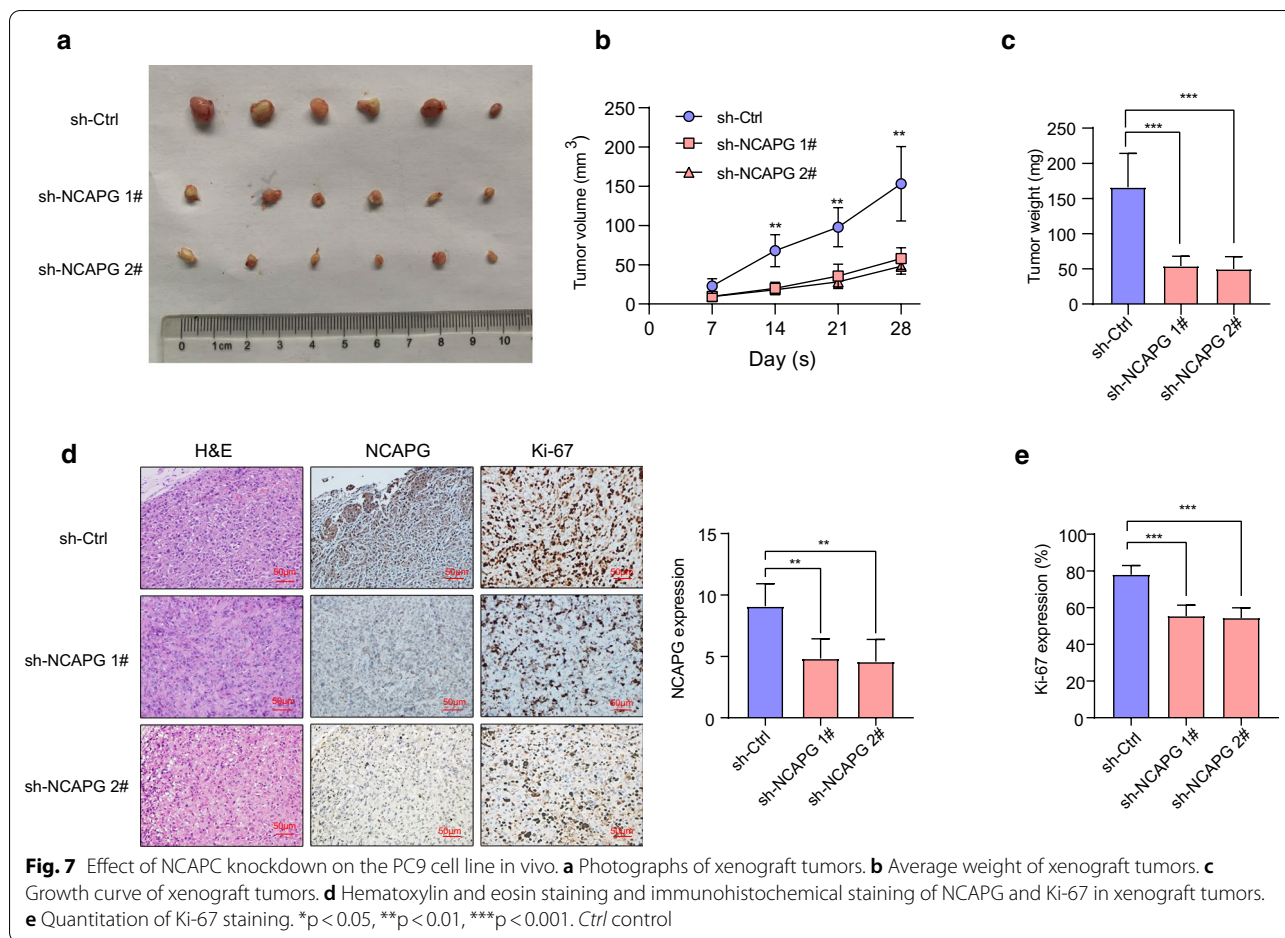 a
sh-Ctrl
sh-NCAPG 1#
sh-NCAPG 2#
0 1cm 2 3 4 5 6 7 8 9 10
b
Tumor volume (mm³)
250
200
150
100
50
0
0 7 14 21 28
Day (s)
sh-Ctrl
sh-NCAPG 1#
sh-NCAPG 2#
**
**
**
c
Tumor weight (mg)
250
200
150
100
50
0
***
***
sh-Ctrl
sh-NCAPG 1#
sh-NCAPG 2#
d
H&E NCAPG Ki-67
sh-Ctrl
50µm 50µm 50µm
sh-NCAPG 1#
50µm 50µm 50µm
sh-NCAPG 2#
50µm 50µm 50µm
NCAPG expression
15
10
5
0
**
**
sh-Ctrl
sh-NCAPG 1#
sh-NCAPG 2#
e
Ki-67 expression (%)
100
80
60
40
20
0
***
***
sh-Ctrl
sh-NCAPG 1#
sh-NCAPG 2#
Fig. 7 Effect of NCAPC knockdown on the PC9 cell line in vivo. a Photographs of xenograft tumors. b Average weight of xenograft tumors. c
Growth curve of xenograft tumors. d Hematoxylin and eosin staining and immunohistochemical staining of NCAPG and Ki-67 in xenograft tumors.
e Quantitation of Ki-67 staining. *p < 0.05, **p < 0.01, ***p < 0.001. Ctrl control